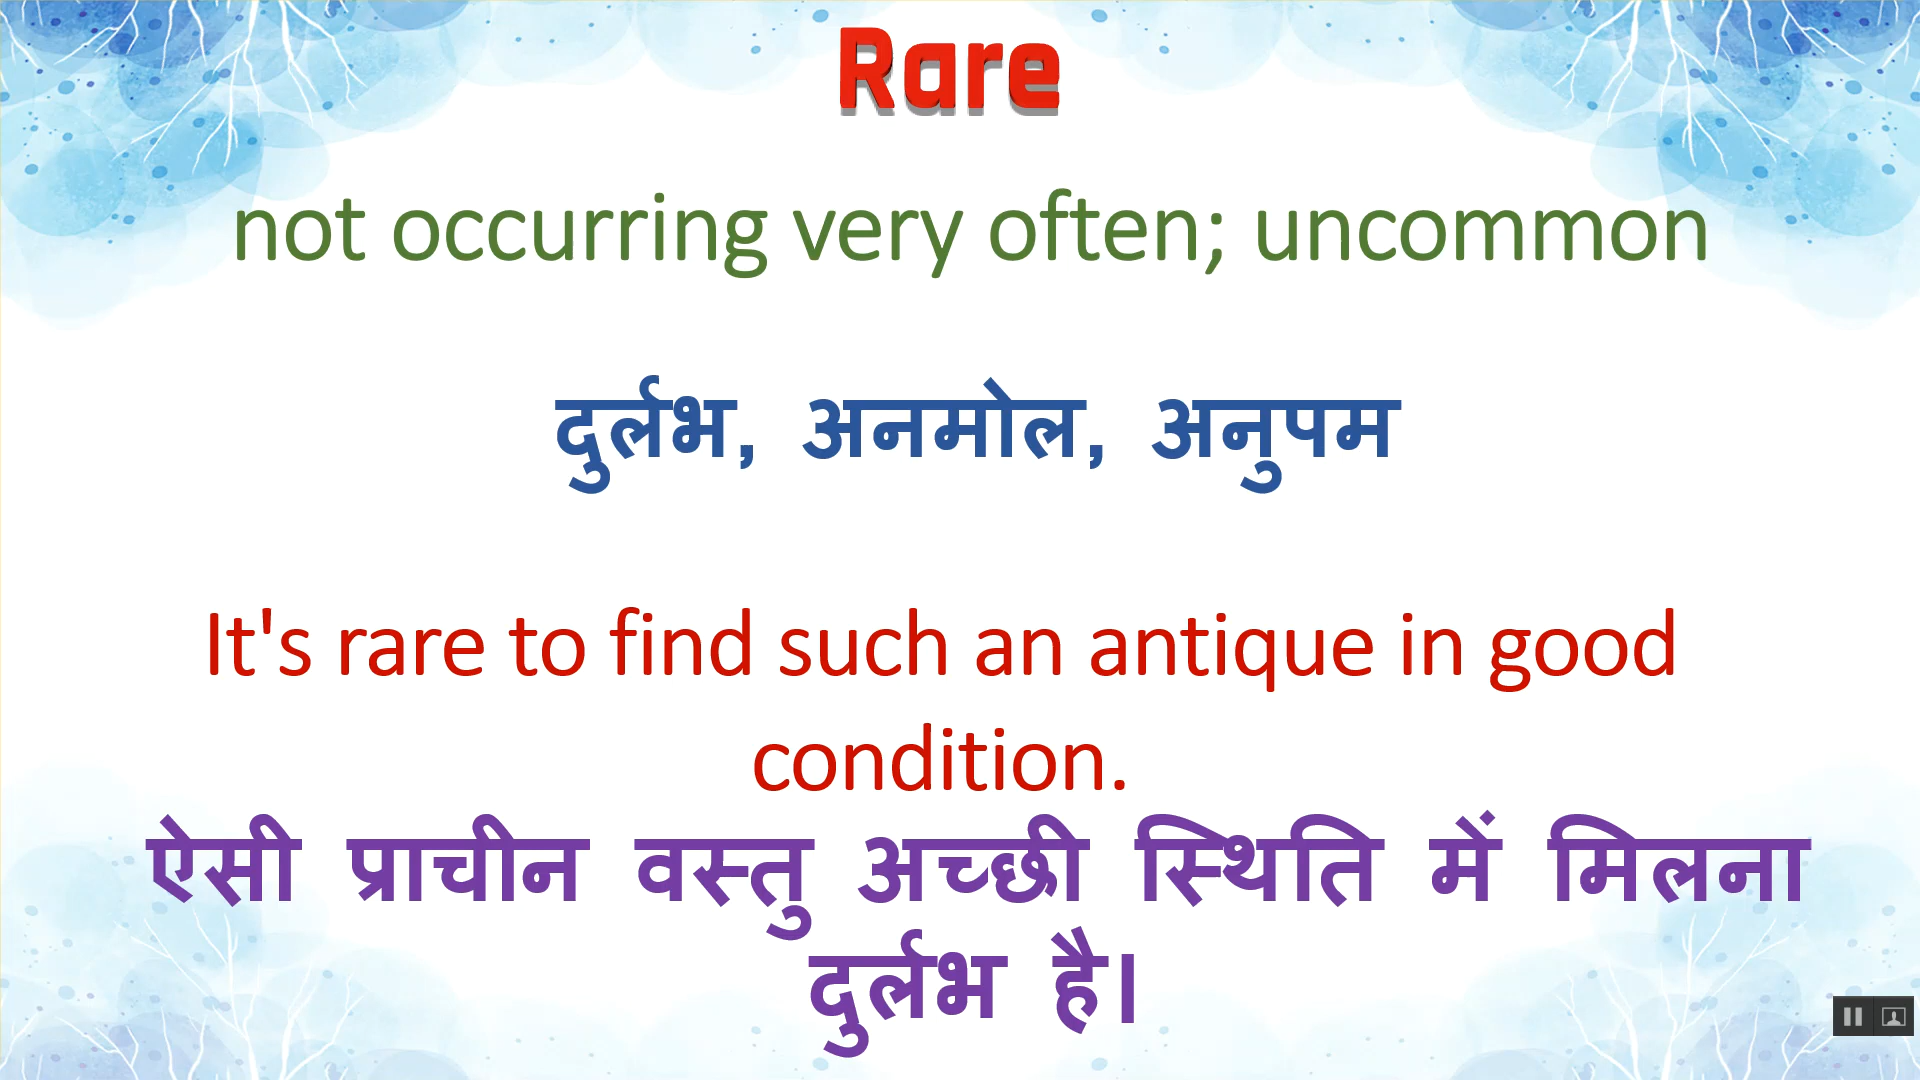 Rare
not occurring very often; uncommon
दुर्लभ, अनमोल, अनुपम
It's rare to find such an antique in good
condition.
ऐसी प्राचीन वस्तु अच्छी स्थिति में मिलना
दुर्लभ है।